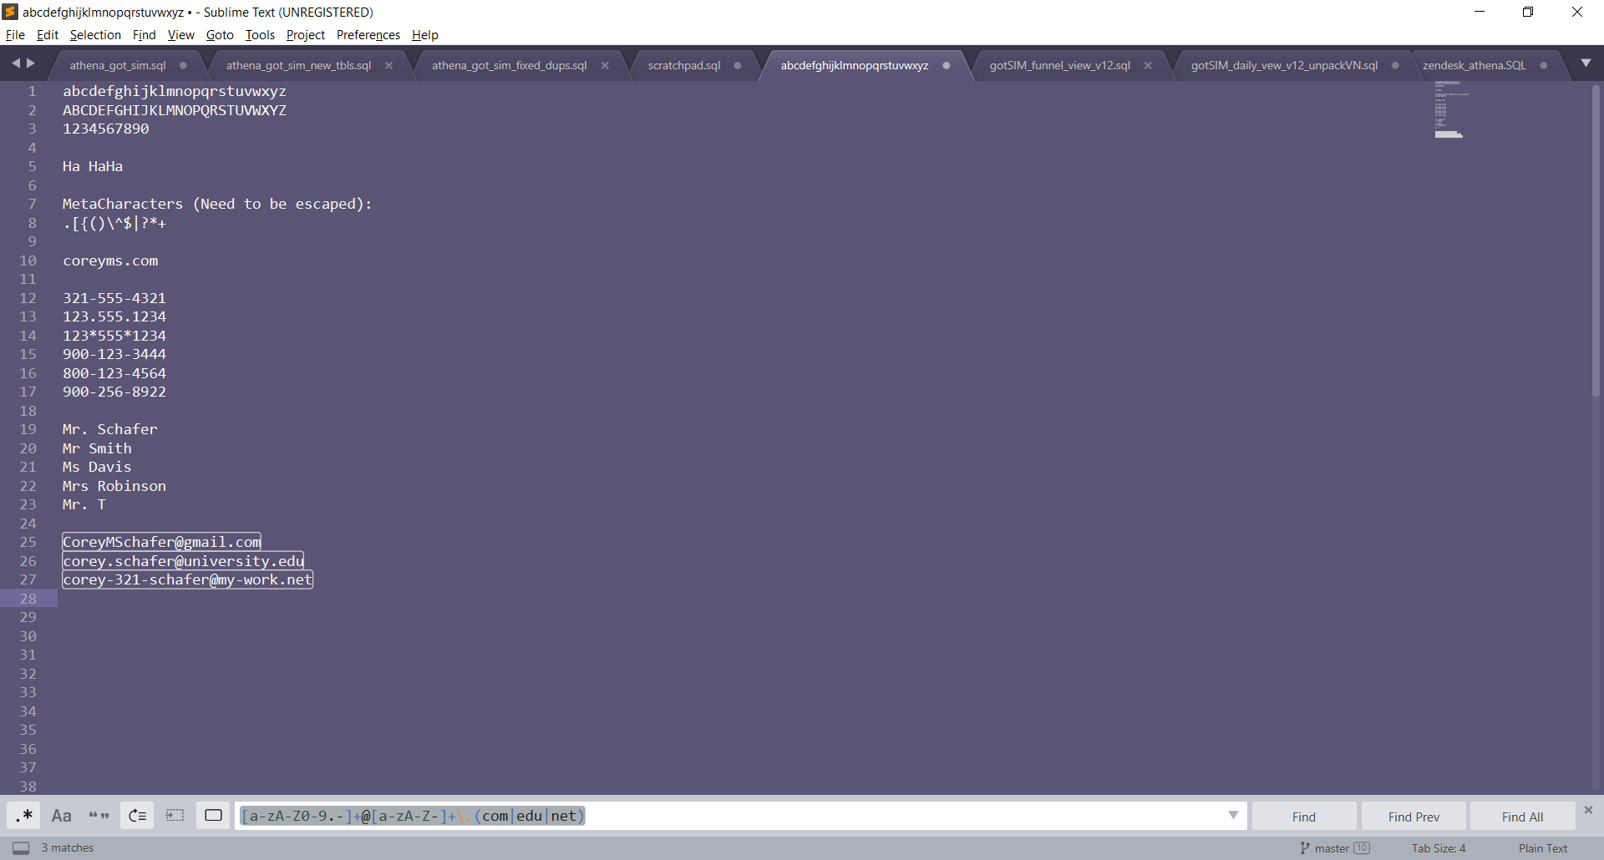 abcdefghijklmnopqrstuvwxyz • - Sublime Text (UNREGISTERED)
File Edit Selection Find View Goto Tools Project Preferences Help
athena_got_sim.sql athena_got_sim_new_tbls.sql athena_got_sim_fixed_dups.sql scratchpad.sql abcdefghijklmnopqrstuvwxyz gotSIM_funnel_view_v12.sql gotSIM_daily_vew_v12_unpackVN.sql zendesk_athena.SQL
1 abcdefghijklmnopqrstuvwxyz
2 ABCDEFGHIJKLMNOPQRSTUVWXYZ
3 1234567890
4
5 Ha HaHa
6
7 MetaCharacters (Need to be escaped):
8 .[{()\^$|?*+
9
10 coreyms.com
11
12 321-555-4321
13 123.555.1234
14 123*555*1234
15 900-123-3444
16 800-123-4564
17 900-256-8922
18
19 Mr. Schafer
20 Mr Smith
21 Ms Davis
22 Mrs Robinson
23 Mr. T
24
25 CoreyMSchafer@gmail.com
26 corey.schafer@university.edu
27 corey-321-schafer@my-work.net
28
29
30
31
32
33
34
35
36
37
38
.* Aa “” [a-zA-Z0-9.-]+@[a-zA-Z-]+\.(com|edu|net) Find Find Prev Find All
3 matches master 10 Tab Size: 4 Plain Text